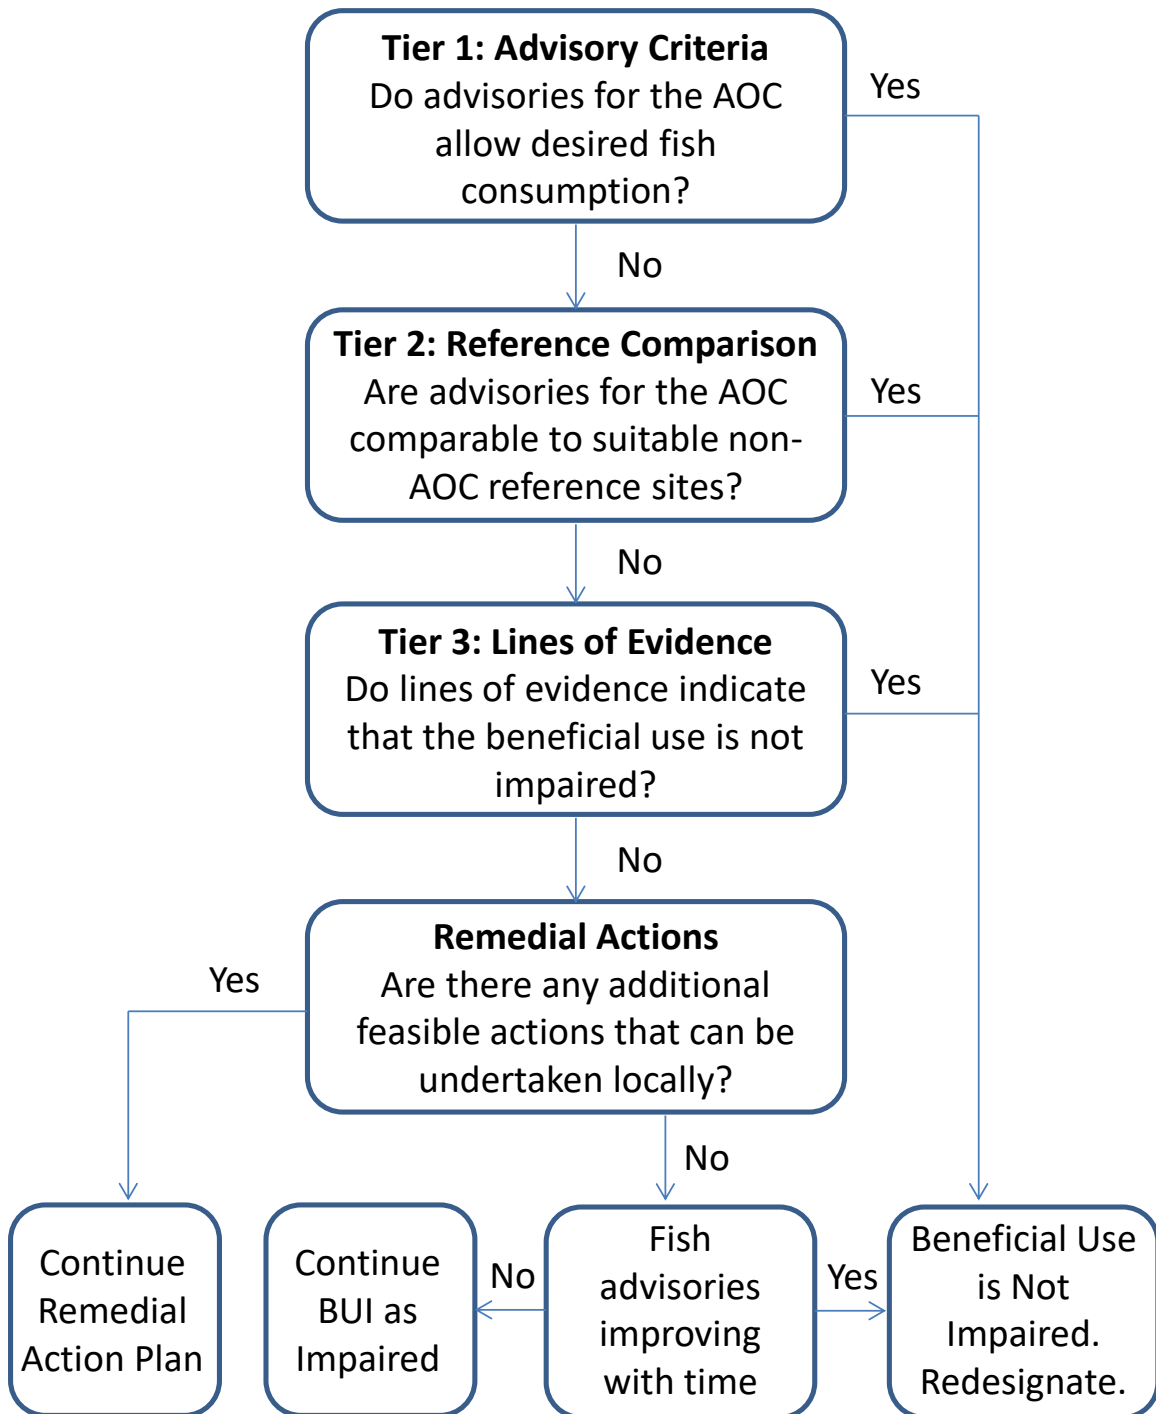 Tier 1: Advisory Criteria
Do advisories for the AOC
allow desired fish
consumption?
Yes
No
Tier 2: Reference Comparison
Are advisories for the AOC
comparable to suitable non-
AOC reference sites?
Yes
No
Tier 3: Lines of Evidence
Do lines of evidence indicate
that the beneficial use is not
impaired?
Yes
No
Remedial Actions
Are there any additional
feasible actions that can be
undertaken locally?
Yes
No
Continue
Remedial
Action Plan
Continue
BUI as
Impaired
No
Fish
advisories
improving
with time
Yes
Beneficial Use
is Not
Impaired.
Redesignate.